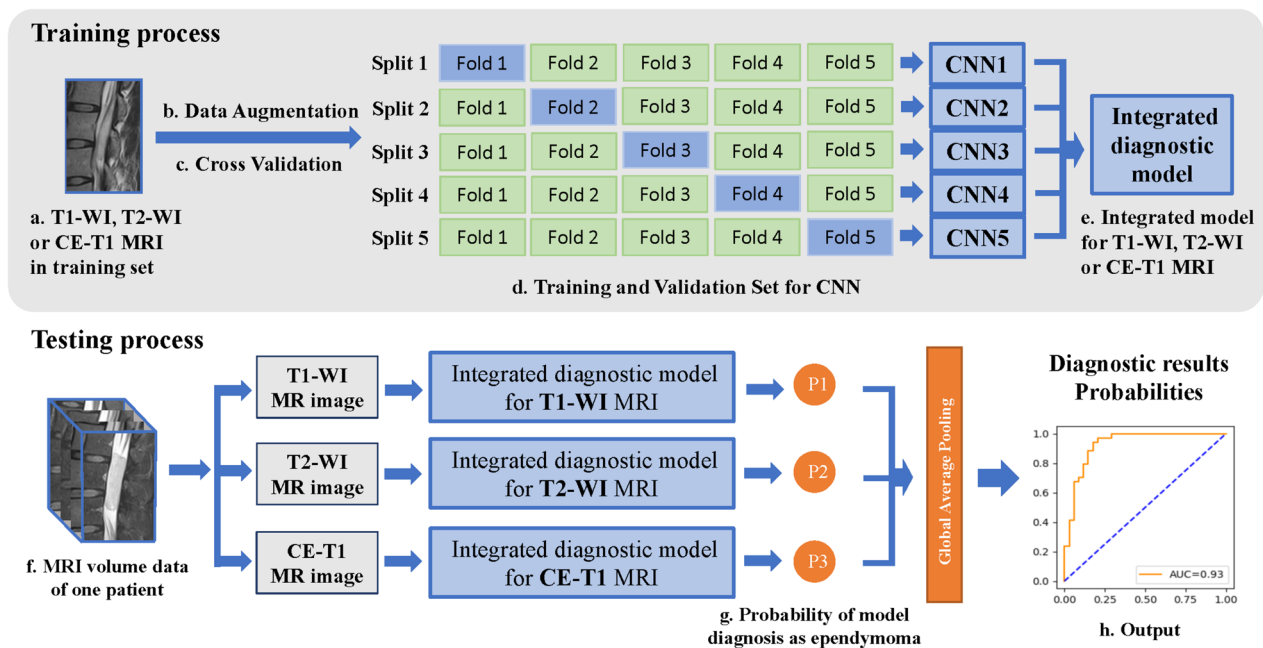 Training process
a. T1-WI, T2-WI
or CE-T1 MRI
in training set
b. Data Augmentation
c. Cross Validation
Split 1 Fold 1 Fold 2 Fold 3 Fold 4 Fold 5 CNN1
Split 2 Fold 1 Fold 2 Fold 3 Fold 4 Fold 5 CNN2
Split 3 Fold 1 Fold 2 Fold 3 Fold 4 Fold 5 CNN3
Split 4 Fold 1 Fold 2 Fold 3 Fold 4 Fold 5 CNN4
Split 5 Fold 1 Fold 2 Fold 3 Fold 4 Fold 5 CNN5
d. Training and Validation Set for CNN
Integrated
diagnostic
model
e. Integrated model
for T1-WI, T2-WI
or CE-T1 MRI
Testing process
f. MRI volume data
of one patient
T1-WI
MR image
Integrated diagnostic model
for T1-WI MRI
P1
T2-WI
MR image
Integrated diagnostic model
for T2-WI MRI
P2
CE-T1
MR image
Integrated diagnostic model
for CE-T1 MRI
P3
g. Probability of model
diagnosis as ependymoma
Global Average Pooling
Diagnostic results
Probabilities
1.0
0.8
0.6
0.4
0.2
0.0
AUC=0.93
0.00 0.25 0.50 0.75 1.00
h. Output